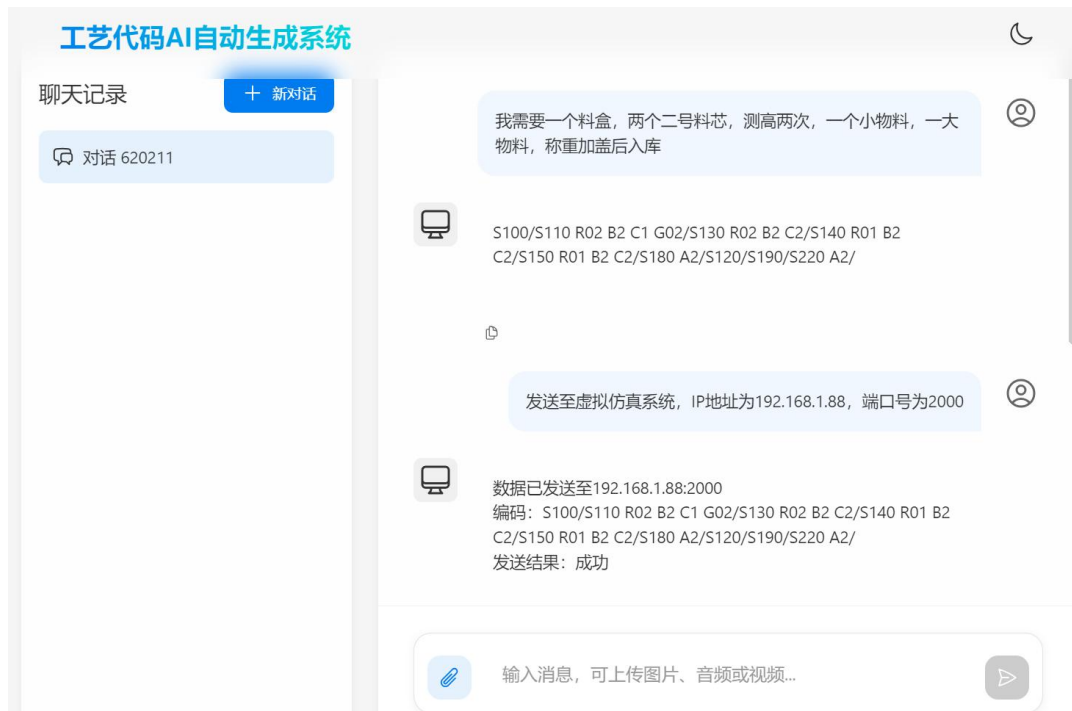 工艺代码AI自动生成系统
聊天记录
+ 新对话
对话 620211
我需要一个料盒，两个二号料芯，测高两次，一个小物料，一大
物料，称重加盖后入库
S100/S110 R02 B2 C1 G02/S130 R02 B2 C2/S140 R01 B2
C2/S150 R01 B2 C2/S180 A2/S120/S190/S220 A2/
发送至虚拟仿真系统，IP地址为192.168.1.88，端口号为2000
数据已发送至192.168.1.88:2000
编码：S100/S110 R02 B2 C1 G02/S130 R02 B2 C2/S140 R01 B2
C2/S150 R01 B2 C2/S180 A2/S120/S190/S220 A2/
发送结果：成功
输入消息，可上传图片、音频或视频...